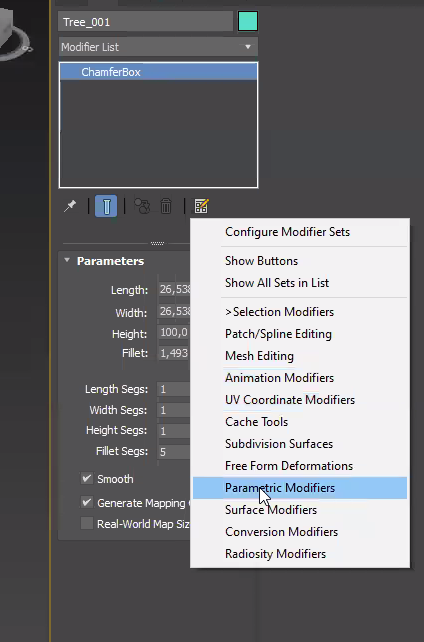 Tree_001
Modifier List
ChamferBox
Configure Modifier Sets
Show Buttons
Show All Sets in List
>Selection Modifiers
Patch/Spline Editing
Mesh Editing
Animation Modifiers
UV Coordinate Modifiers
Cache Tools
Subdivision Surfaces
Free Form Deformations
Parametric Modifiers
Surface Modifiers
Conversion Modifiers
Radiosity Modifiers
Parameters
Length: 26,538
Width: 26,538
Height: 100,0
Fillet: 1,493
Length Segs: 1
Width Segs: 1
Height Segs: 1
Fillet Segs: 5
Smooth
Generate Mapping
Real-World Map Siz